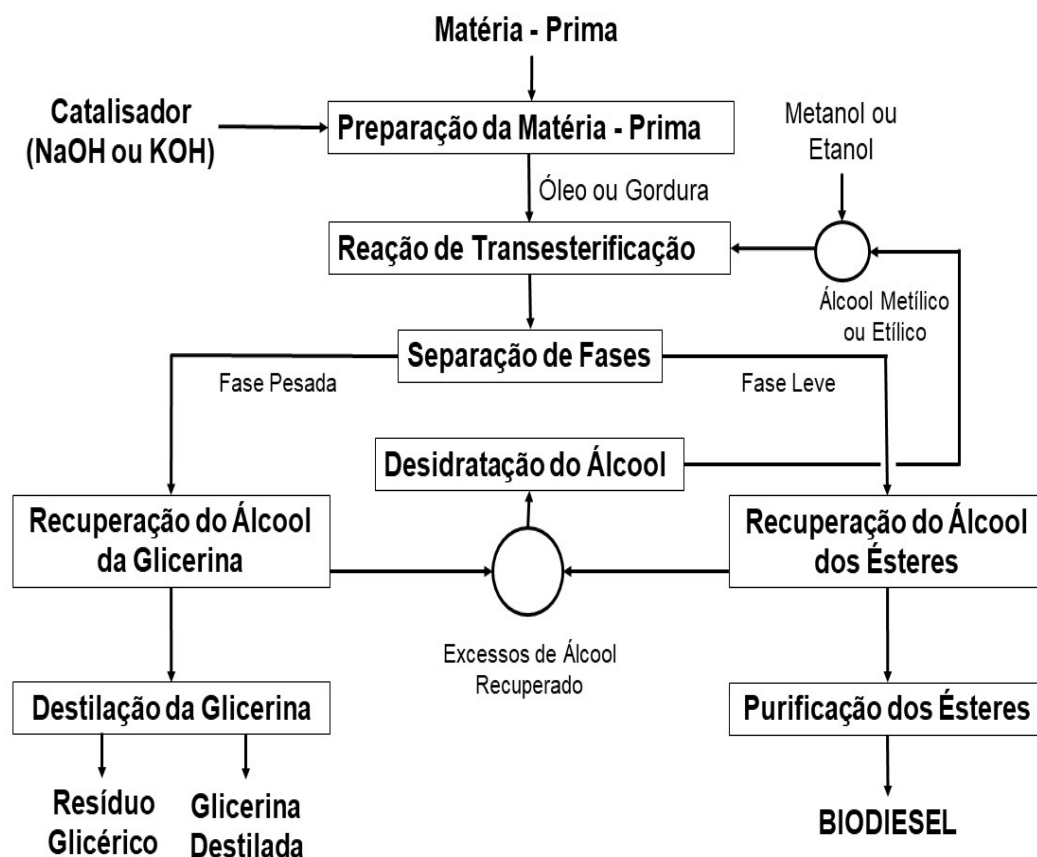 Matéria - Prima
Catalisador
(NaOH ou KOH)
Preparação da Matéria - Prima
Metanol ou
Etanol
Óleo ou Gordura
Reação de Transesterificação
Álcool Metílico
ou Etílico
Separação de Fases
Fase Pesada
Fase Leve
Desidratação do Álcool
Recuperação do Álcool
da Glicerina
Recuperação do Álcool
dos Ésteres
Excessos de Álcool
Recuperado
Destilação da Glicerina
Purificação dos Ésteres
Resíduo
Glicérico
Glicerina
Destilada
BIODIESEL